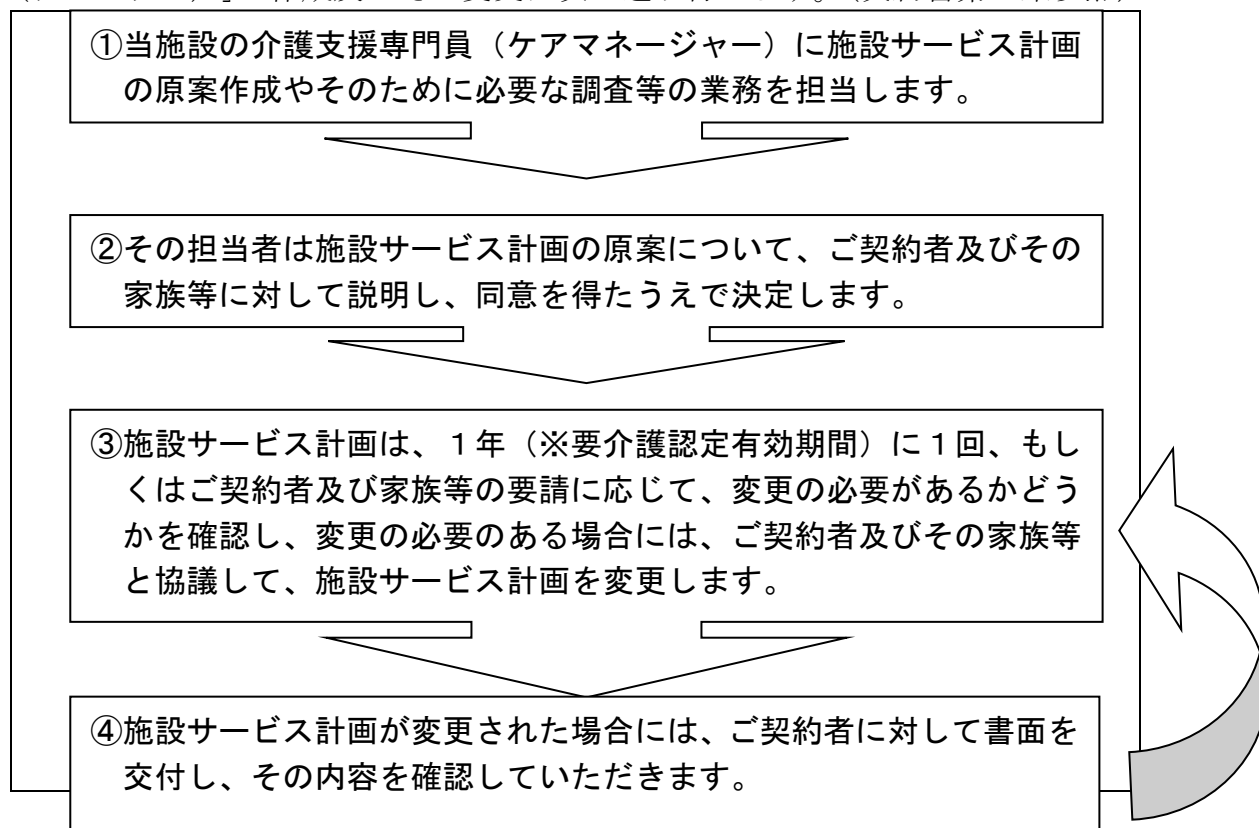 ①当施設の介護支援専門員（ケアマネージャー）に施設サービス計画
の原案作成やそのために必要な調査等の業務を担当します。
②その担当者は施設サービス計画の原案について、ご契約者及びその
家族等に対して説明し、同意を得たうえで決定します。
③施設サービス計画は、１年（※要介護認定有効期間）に１回、もし
くはご契約者及び家族等の要請に応じて、変更の必要があるかどう
かを確認し、変更の必要のある場合には、ご契約者及びその家族等
と協議して、施設サービス計画を変更します。
④施設サービス計画が変更された場合には、ご契約者に対して書面を
交付し、その内容を確認していただきます。